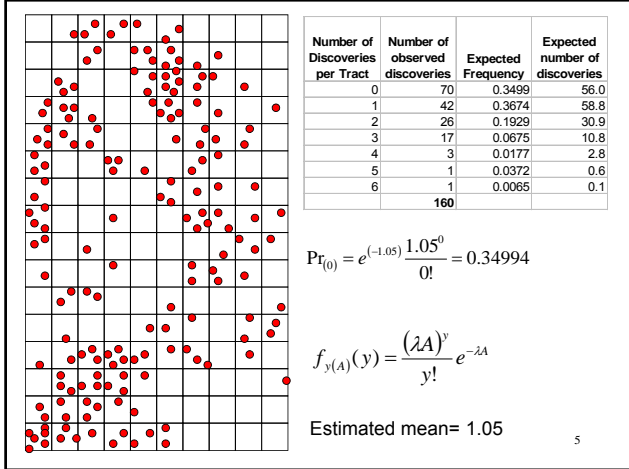 Number of Discoveries per Tract | Number of observed discoveries | Expected Frequency | Expected number of discoveries
0 70 0.3499 56.0
1 42 0.3674 58.8
2 26 0.1929 30.9
3 17 0.0675 10.8
4 3 0.0177 2.8
5 1 0.0372 0.6
6 1 0.0065 0.1
160
Pr₍₀₎ = e^(−1.05) 1.05⁰/0! = 0.34994
f_{y(A)}(y) = (λA)^y/y! e^{−λA}
Estimated mean= 1.05
5